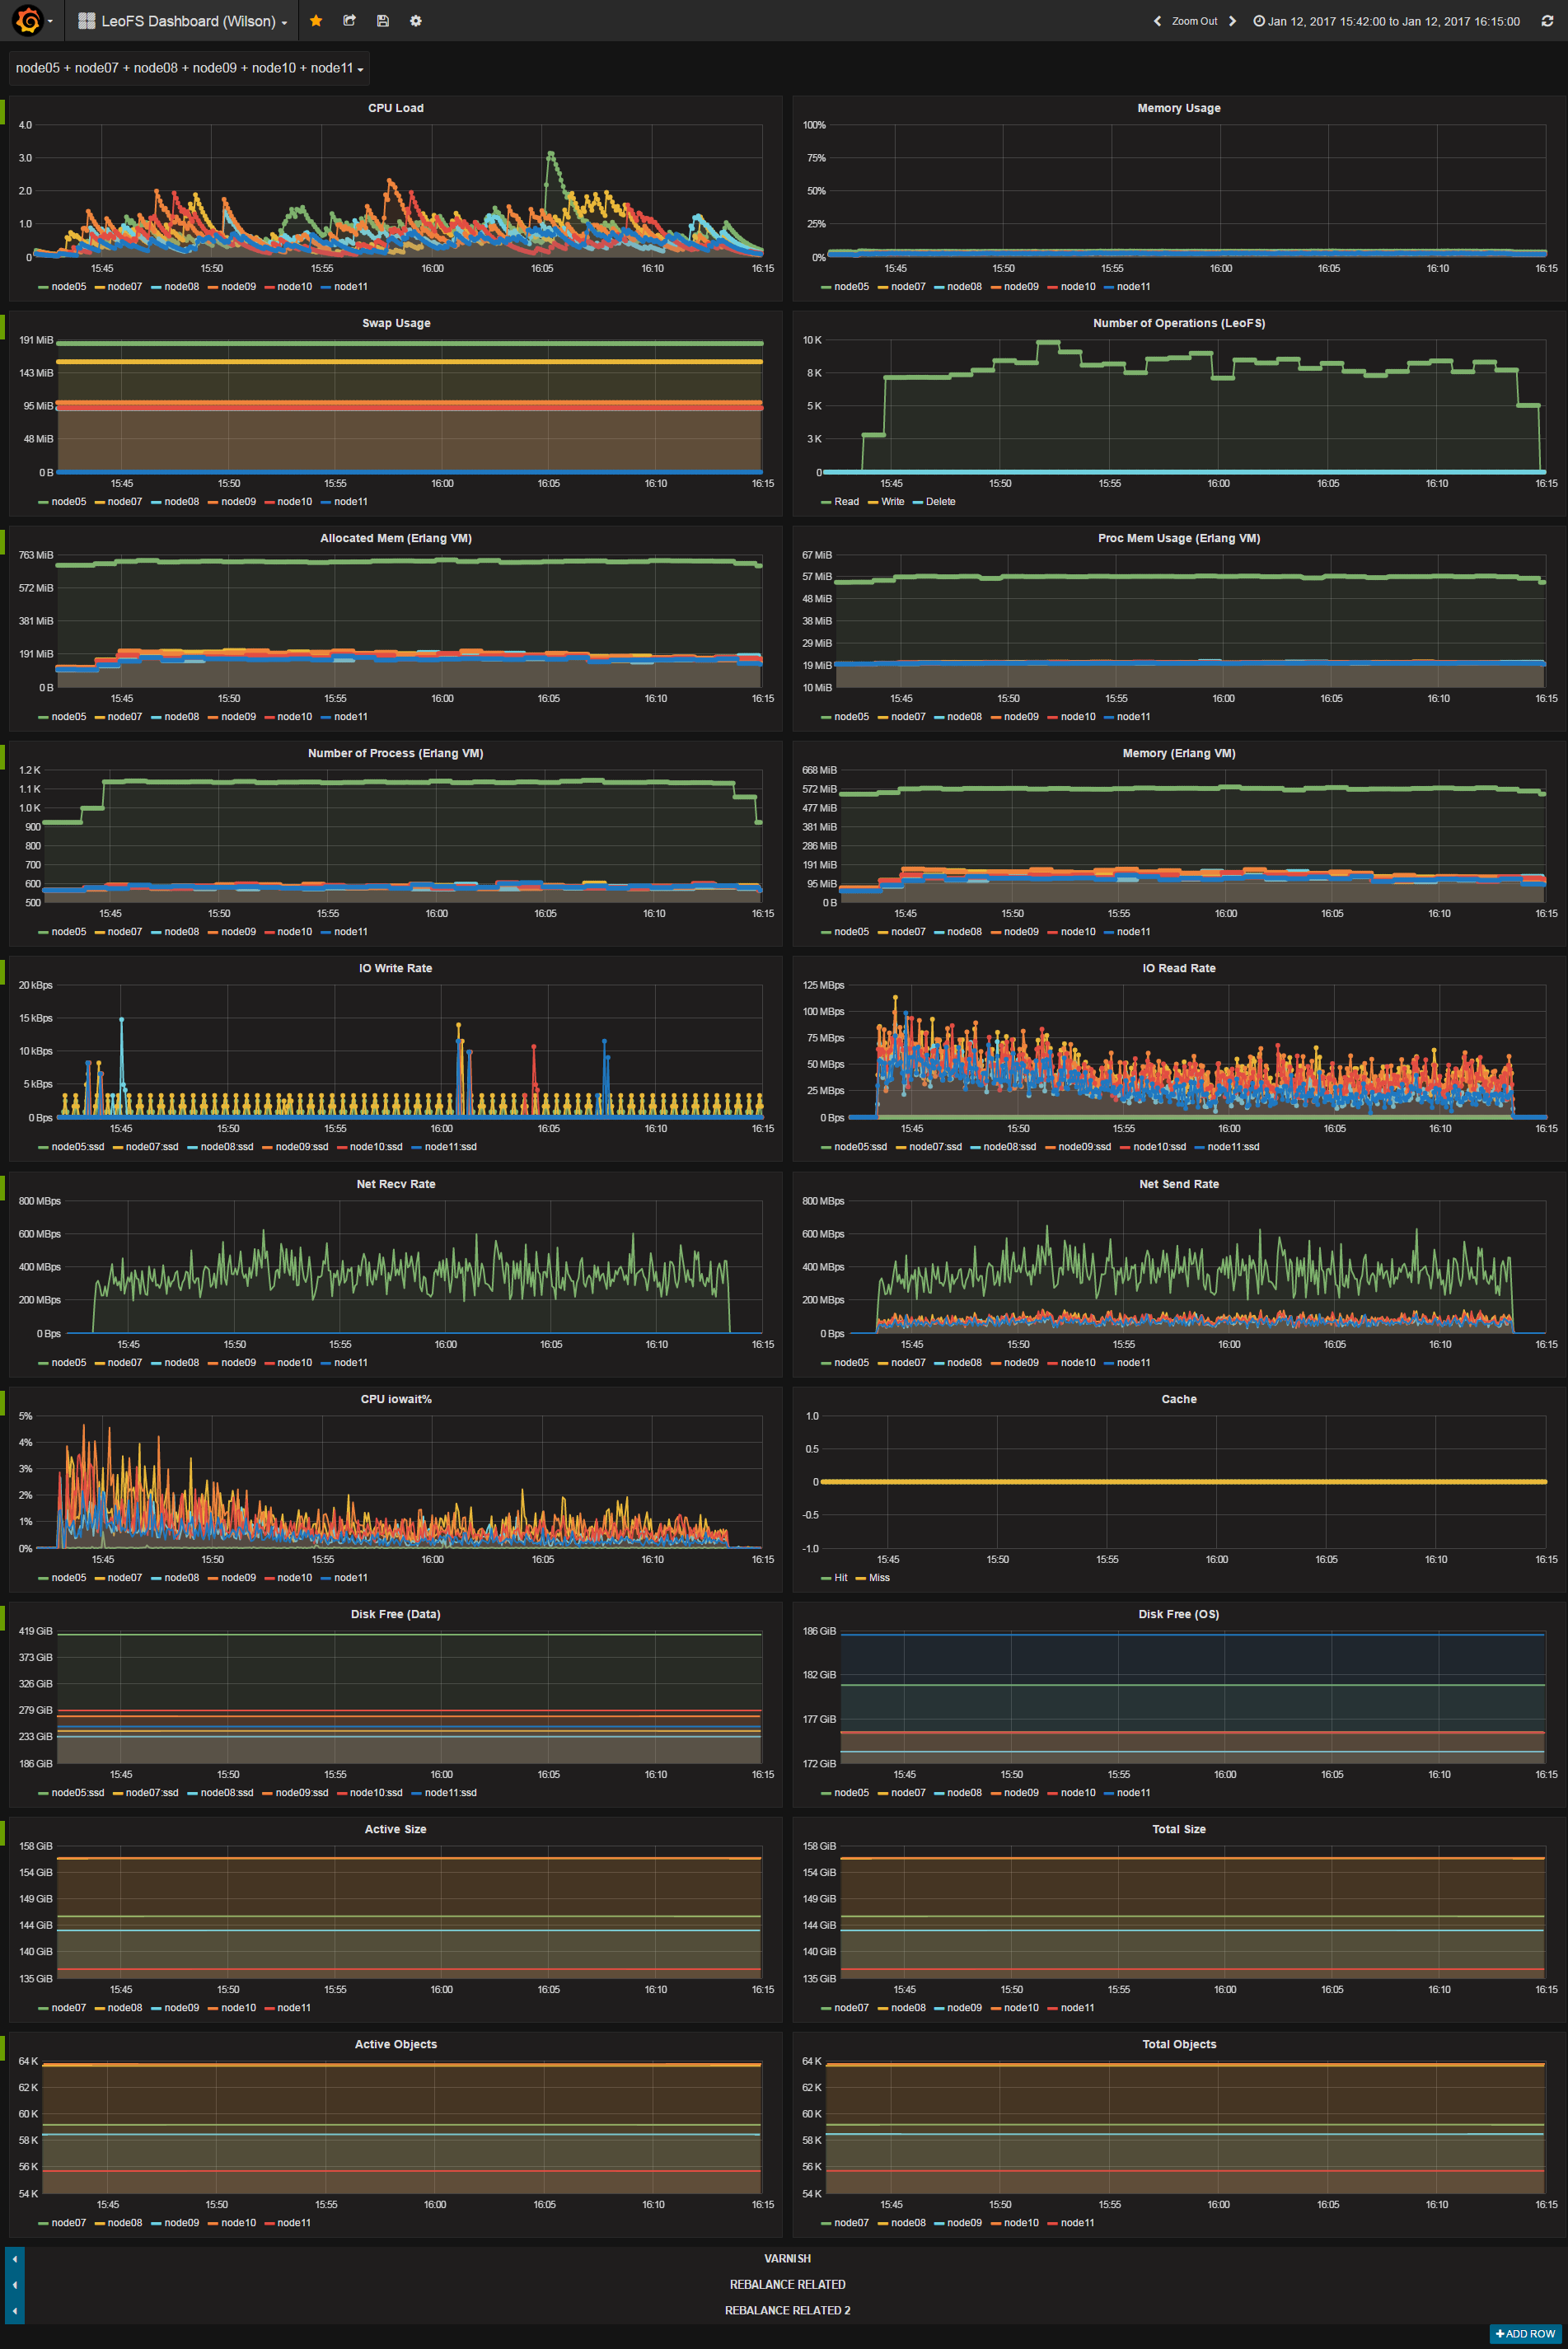 LeoFS Dashboard (Wilson)
Zoom Out
Jan 12, 2017 15:42:00 to Jan 12, 2017 16:15:00
node05 + node07 + node08 + node09 + node10 + node11
CPU Load
4.0
3.0
2.0
1.0
0
15:45 15:50 15:55 16:00 16:05 16:10 16:15
node05 node07 node08 node09 node10 node11
Memory Usage
100%
75%
50%
25%
0%
15:45 15:50 15:55 16:00 16:05 16:10 16:15
node05 node07 node08 node09 node10 node11
Swap Usage
191 MiB
143 MiB
95 MiB
48 MiB
0 B
15:45 15:50 15:55 16:00 16:05 16:10 16:15
node05 node07 node08 node09 node10 node11
Number of Operations (LeoFS)
10 K
8 K
5 K
3 K
0
15:45 15:50 15:55 16:00 16:05 16:10 16:15
Read Write Delete
Allocated Mem (Erlang VM)
763 MiB
572 MiB
381 MiB
191 MiB
0 B
15:45 15:50 15:55 16:00 16:05 16:10 16:15
node05 node07 node08 node09 node10 node11
Proc Mem Usage (Erlang VM)
67 MiB
57 MiB
48 MiB
38 MiB
29 MiB
19 MiB
10 MiB
15:45 15:50 15:55 16:00 16:05 16:10 16:15
node05 node07 node08 node09 node10 node11
Number of Process (Erlang VM)
1.2 K
1.1 K
1.0 K
900
800
700
600
500
15:45 15:50 15:55 16:00 16:05 16:10 16:15
node05 node07 node08 node09 node10 node11
Memory (Erlang VM)
668 MiB
572 MiB
477 MiB
381 MiB
286 MiB
191 MiB
95 MiB
0 B
15:45 15:50 15:55 16:00 16:05 16:10 16:15
node05 node07 node08 node09 node10 node11
IO Write Rate
20 kBps
15 kBps
10 kBps
5 kBps
0 Bps
15:45 15:50 15:55 16:00 16:05 16:10 16:15
node05:ssd node07:ssd node08:ssd node09:ssd node10:ssd node11:ssd
IO Read Rate
125 MBps
100 MBps
75 MBps
50 MBps
25 MBps
0 Bps
15:45 15:50 15:55 16:00 16:05 16:10 16:15
node05:ssd node07:ssd node08:ssd node09:ssd node10:ssd node11:ssd
Net Recv Rate
800 MBps
600 MBps
400 MBps
200 MBps
0 Bps
15:45 15:50 15:55 16:00 16:05 16:10 16:15
node05 node07 node08 node09 node10 node11
Net Send Rate
800 MBps
600 MBps
400 MBps
200 MBps
0 Bps
15:45 15:50 15:55 16:00 16:05 16:10 16:15
node05 node07 node08 node09 node10 node11
CPU iowait%
5%
4%
3%
2%
1%
0%
15:45 15:50 15:55 16:00 16:05 16:10 16:15
node05 node07 node08 node09 node10 node11
Cache
1.0
0.5
0
-0.5
-1.0
15:45 15:50 15:55 16:00 16:05 16:10 16:15
Hit Miss
Disk Free (Data)
419 GiB
373 GiB
326 GiB
279 GiB
233 GiB
186 GiB
15:45 15:50 15:55 16:00 16:05 16:10 16:15
node05:ssd node07:ssd node08:ssd node09:ssd node10:ssd node11:ssd
Disk Free (OS)
186 GiB
182 GiB
177 GiB
172 GiB
15:45 15:50 15:55 16:00 16:05 16:10 16:15
node05 node07 node08 node09 node10 node11
Active Size
158 GiB
154 GiB
149 GiB
144 GiB
140 GiB
135 GiB
15:45 15:50 15:55 16:00 16:05 16:10 16:15
node07 node08 node09 node10 node11
Total Size
158 GiB
154 GiB
149 GiB
144 GiB
140 GiB
135 GiB
15:45 15:50 15:55 16:00 16:05 16:10 16:15
node07 node08 node09 node10 node11
Active Objects
64 K
62 K
60 K
58 K
56 K
54 K
15:45 15:50 15:55 16:00 16:05 16:10 16:15
node07 node08 node09 node10 node11
Total Objects
64 K
62 K
60 K
58 K
56 K
54 K
15:45 15:50 15:55 16:00 16:05 16:10 16:15
node07 node08 node09 node10 node11
VARNISH
REBALANCE RELATED
REBALANCE RELATED 2
+ ADD ROW